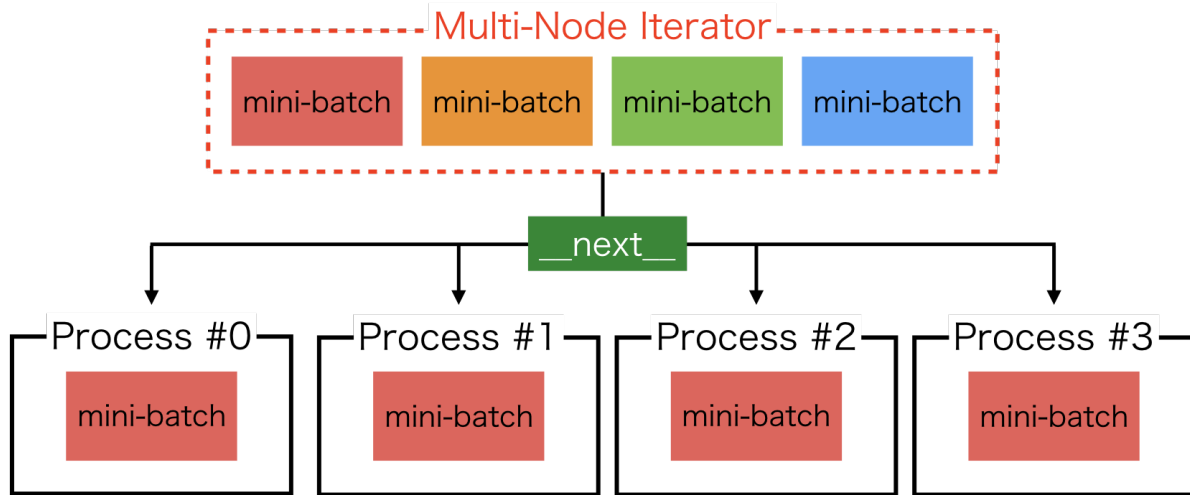 Multi-Node Iterator
mini-batch mini-batch mini-batch mini-batch
__next__
Process #0 Process #1 Process #2 Process #3
mini-batch mini-batch mini-batch mini-batch